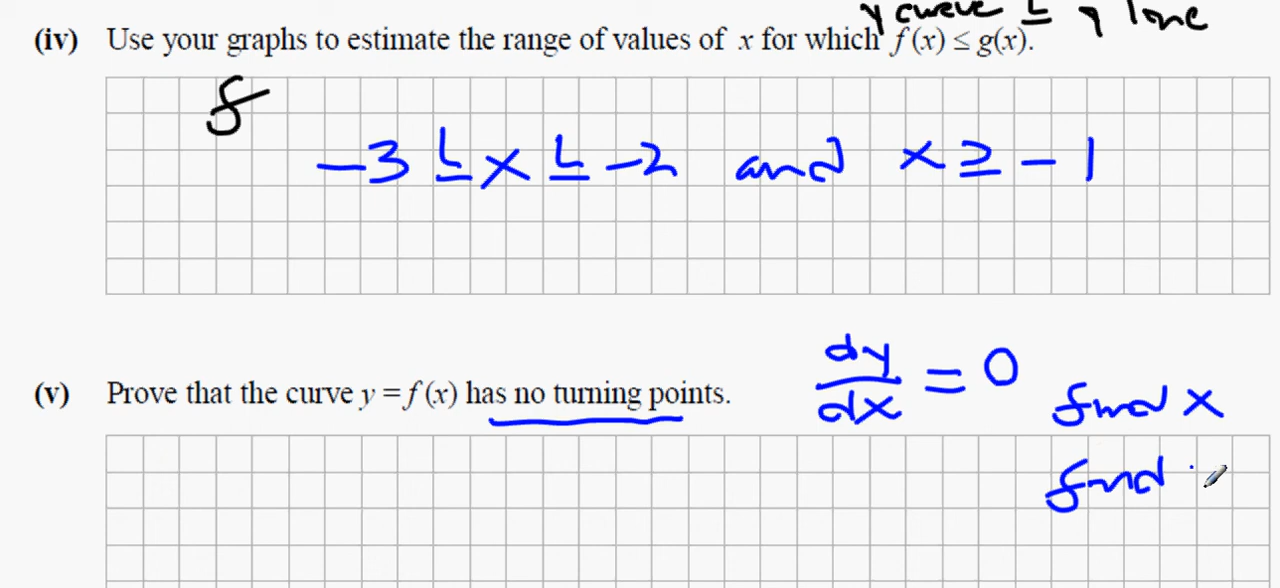 y curve ≤ y line
(iv) Use your graphs to estimate the range of values of x for which f(x) ≤ g(x).
f
-3 ≤ x ≤ -2 and x ≥ -1
(v) Prove that the curve y = f(x) has no turning points.
dy/dx = 0
find x
find